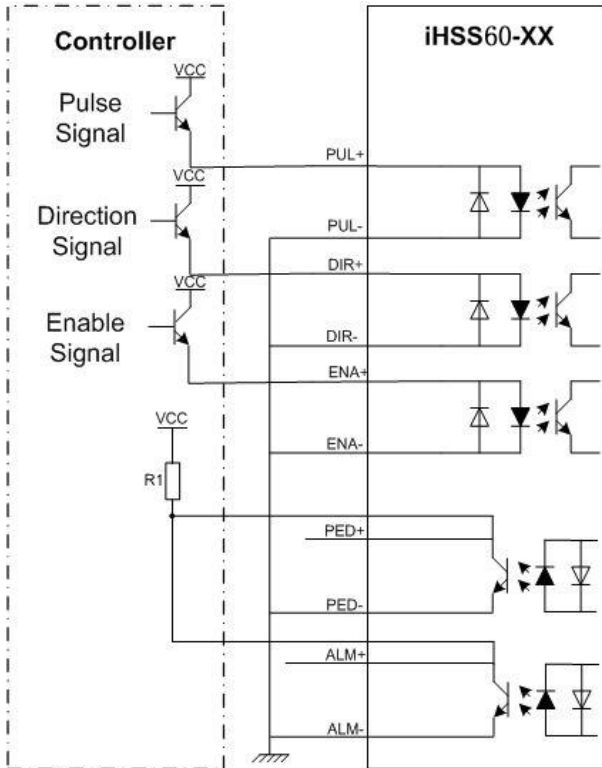 Controller
iHSS60-XX
VCC
Pulse
Signal
PUL+
VCC
Direction
Signal
PUL-
DIR+
VCC
Enable
Signal
DIR-
ENA+
VCC
ENA-
R1
PED+
PED-
ALM+
ALM-